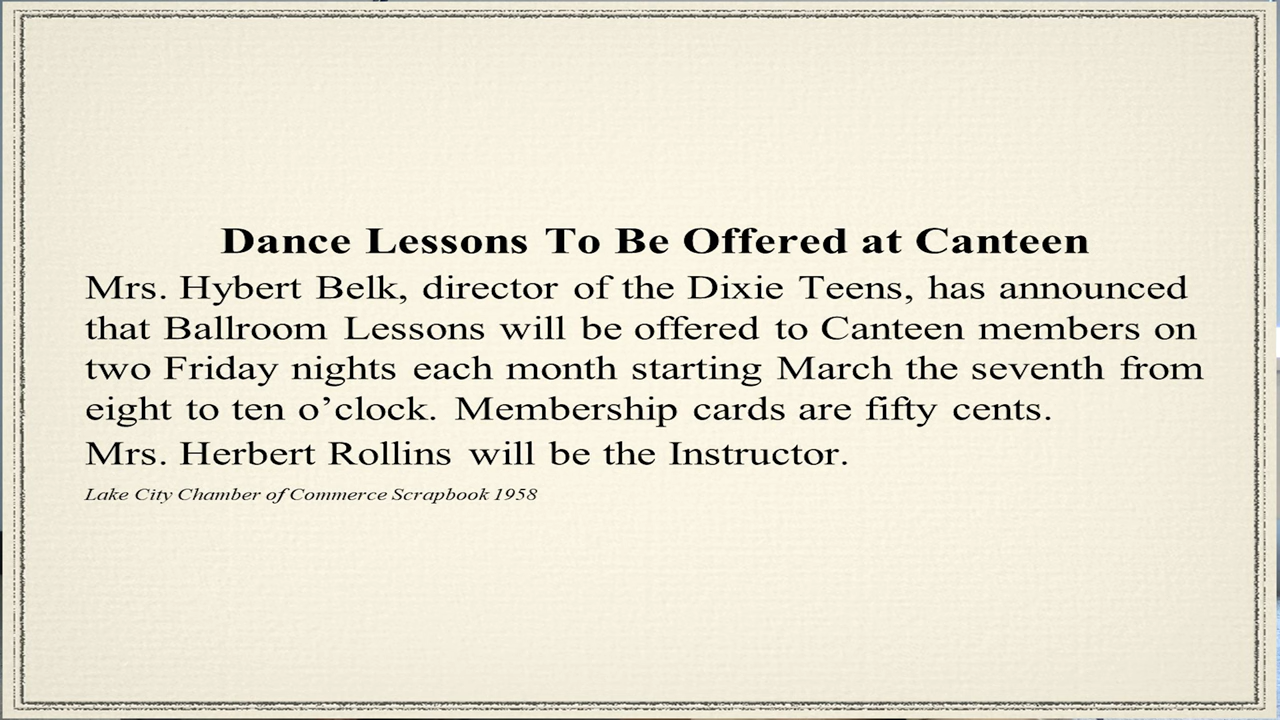 Dance Lessons To Be Offered at Canteen
Mrs. Hybert Belk, director of the Dixie Teens, has announced
that Ballroom Lessons will be offered to Canteen members on
two Friday nights each month starting March the seventh from
eight to ten o’clock. Membership cards are fifty cents.
Mrs. Herbert Rollins will be the Instructor.
Lake City Chamber of Commerce Scrapbook 1958